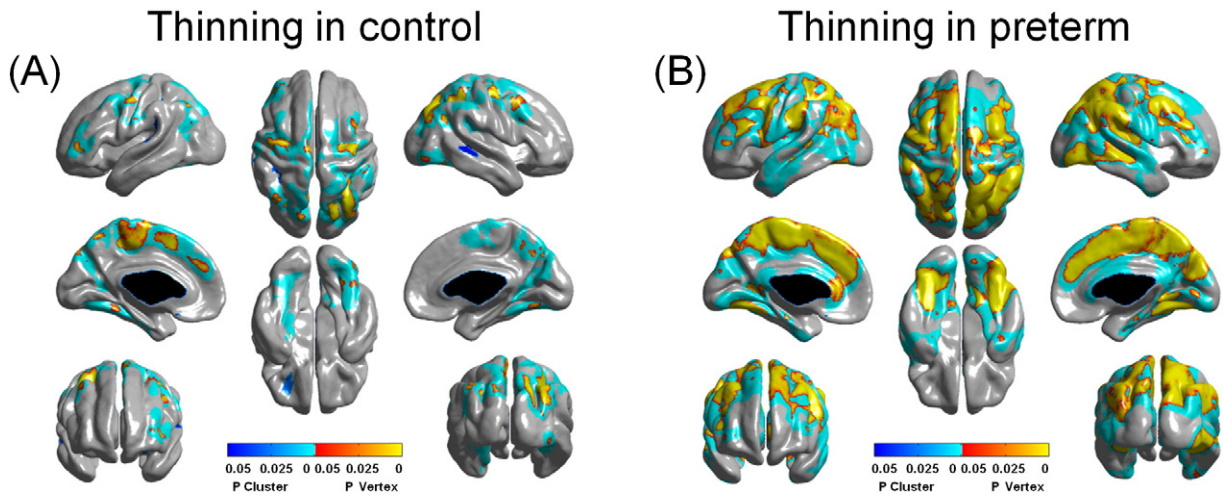 Thinning in control
Thinning in preterm
(A)
(B)
0.05 0.025 0 0.05 0.025 0
P Cluster P Vertex
0.05 0.025 0 0.05 0.025 0
P Cluster P Vertex